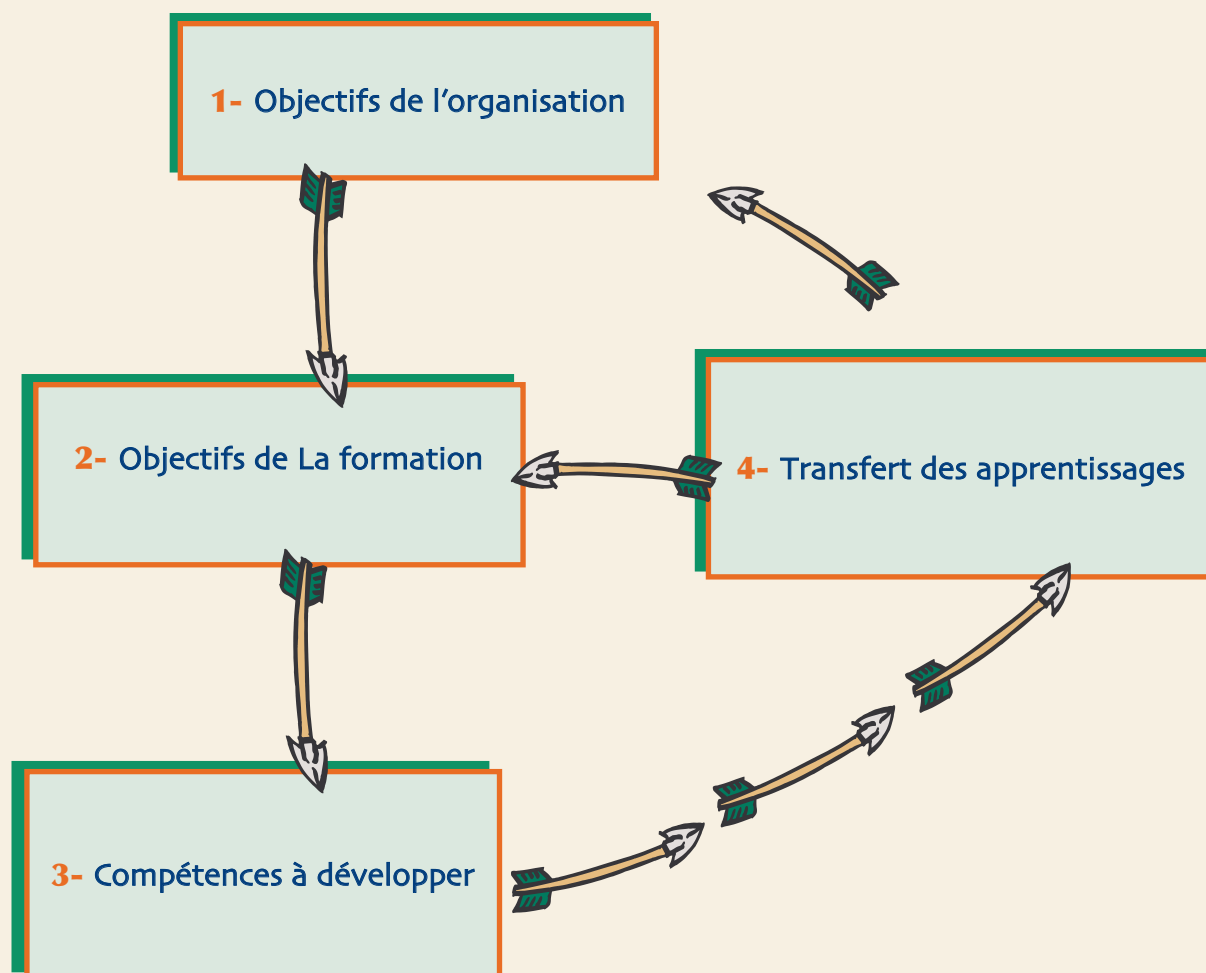 1- Objectifs de l'organisation
2- Objectifs de La formation
4- Transfert des apprentissages
3- Compétences à développer